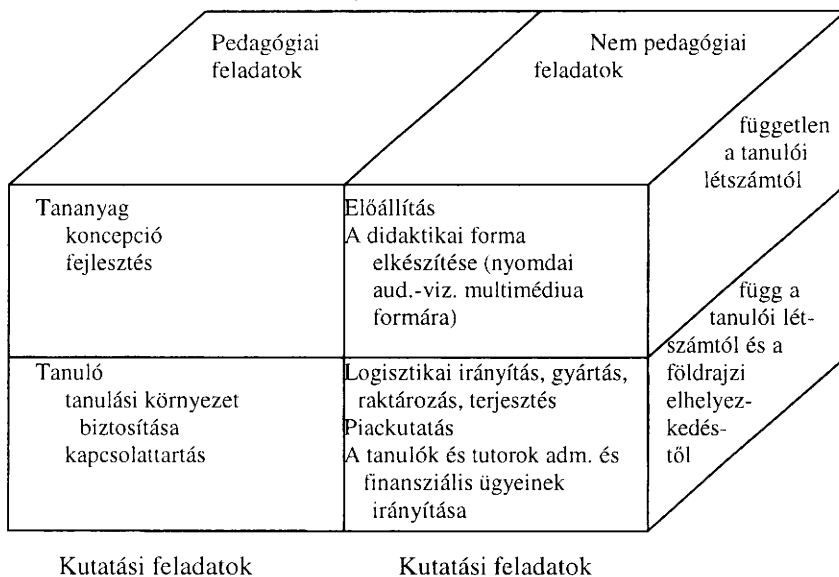 Pedagógiai
feladatok
Nem pedagógiai
feladatok
független
a tanulói
létszámtól
Tananyag
koncepció
fejlesztés
Előállítás
A didaktikai forma
elkészítése (nyomdai
aud.-viz. multimédiua
formára)
függ a
tanulói lét-
számtól és a
földrajzi
elhelyez-
kedés-
től
Tanuló
tanulási környezet
biztosítása
kapcsolattartás
Logisztikai irányítás, gyártás,
raktározás, terjesztés
Piackutatás
A tanulók és tutorok adm. és
finansziális ügyeinek
irányítása
Kutatási feladatok
Kutatási feladatok